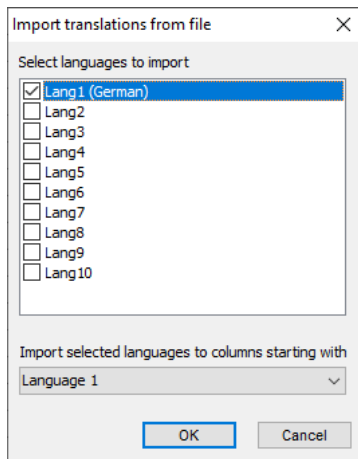 Import translations from file
Select languages to import
Lang1 (German)
Lang2
Lang3
Lang4
Lang5
Lang6
Lang7
Lang8
Lang9
Lang10
Import selected languages to columns starting with
Language 1
OK
Cancel